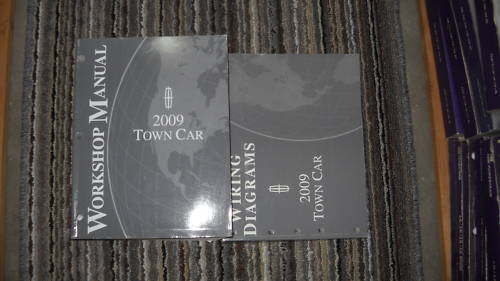 WORKSHOP MANUAL
2009
TOWN CAR
WIRING
DIAGRAMS
2009
TOWN CAR